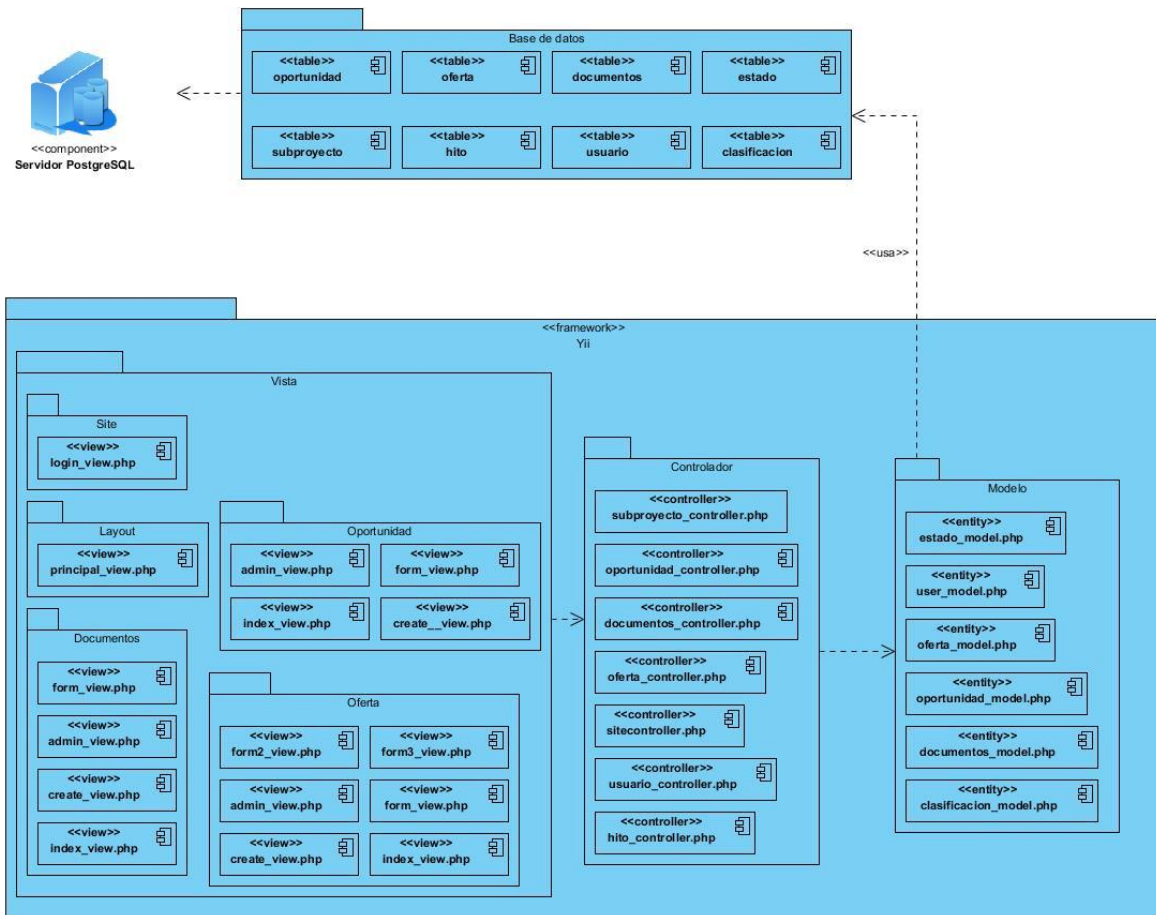 Base de datos
<<table>>
oportunidad
<<table>>
oferta
<<table>>
documentos
<<table>>
estado
<<table>>
subproyecto
<<table>>
hito
<<table>>
usuario
<<table>>
clasificacion
<<component>>
Servidor PostgreSQL
<<usa>>
<<framework>>
Yii
Vista
Site
<<view>>
login_view.php
Layout
<<view>>
principal_view.php
Oportunidad
<<view>>
admin_view.php
<<view>>
form_view.php
<<view>>
index_view.php
<<view>>
create__view.php
Documentos
<<view>>
form_view.php
<<view>>
admin_view.php
<<view>>
create_view.php
<<view>>
index_view.php
Oferta
<<view>>
form2_view.php
<<view>>
form3_view.php
<<view>>
admin_view.php
<<view>>
form_view.php
<<view>>
create_view.php
<<view>>
index_view.php
Controlador
<<controller>>
subproyecto_controller.php
<<controller>>
oportunidad_controller.php
<<controller>>
documentos_controller.php
<<controller>>
oferta_controller.php
<<controller>>
sitecontroller.php
<<controller>>
usuario_controller.php
<<controller>>
hito_controller.php
Modelo
<<entity>>
estado_model.php
<<entity>>
user_model.php
<<entity>>
oferta_model.php
<<entity>>
oportunidad_model.php
<<entity>>
documentos_model.php
<<entity>>
clasificacion_model.php